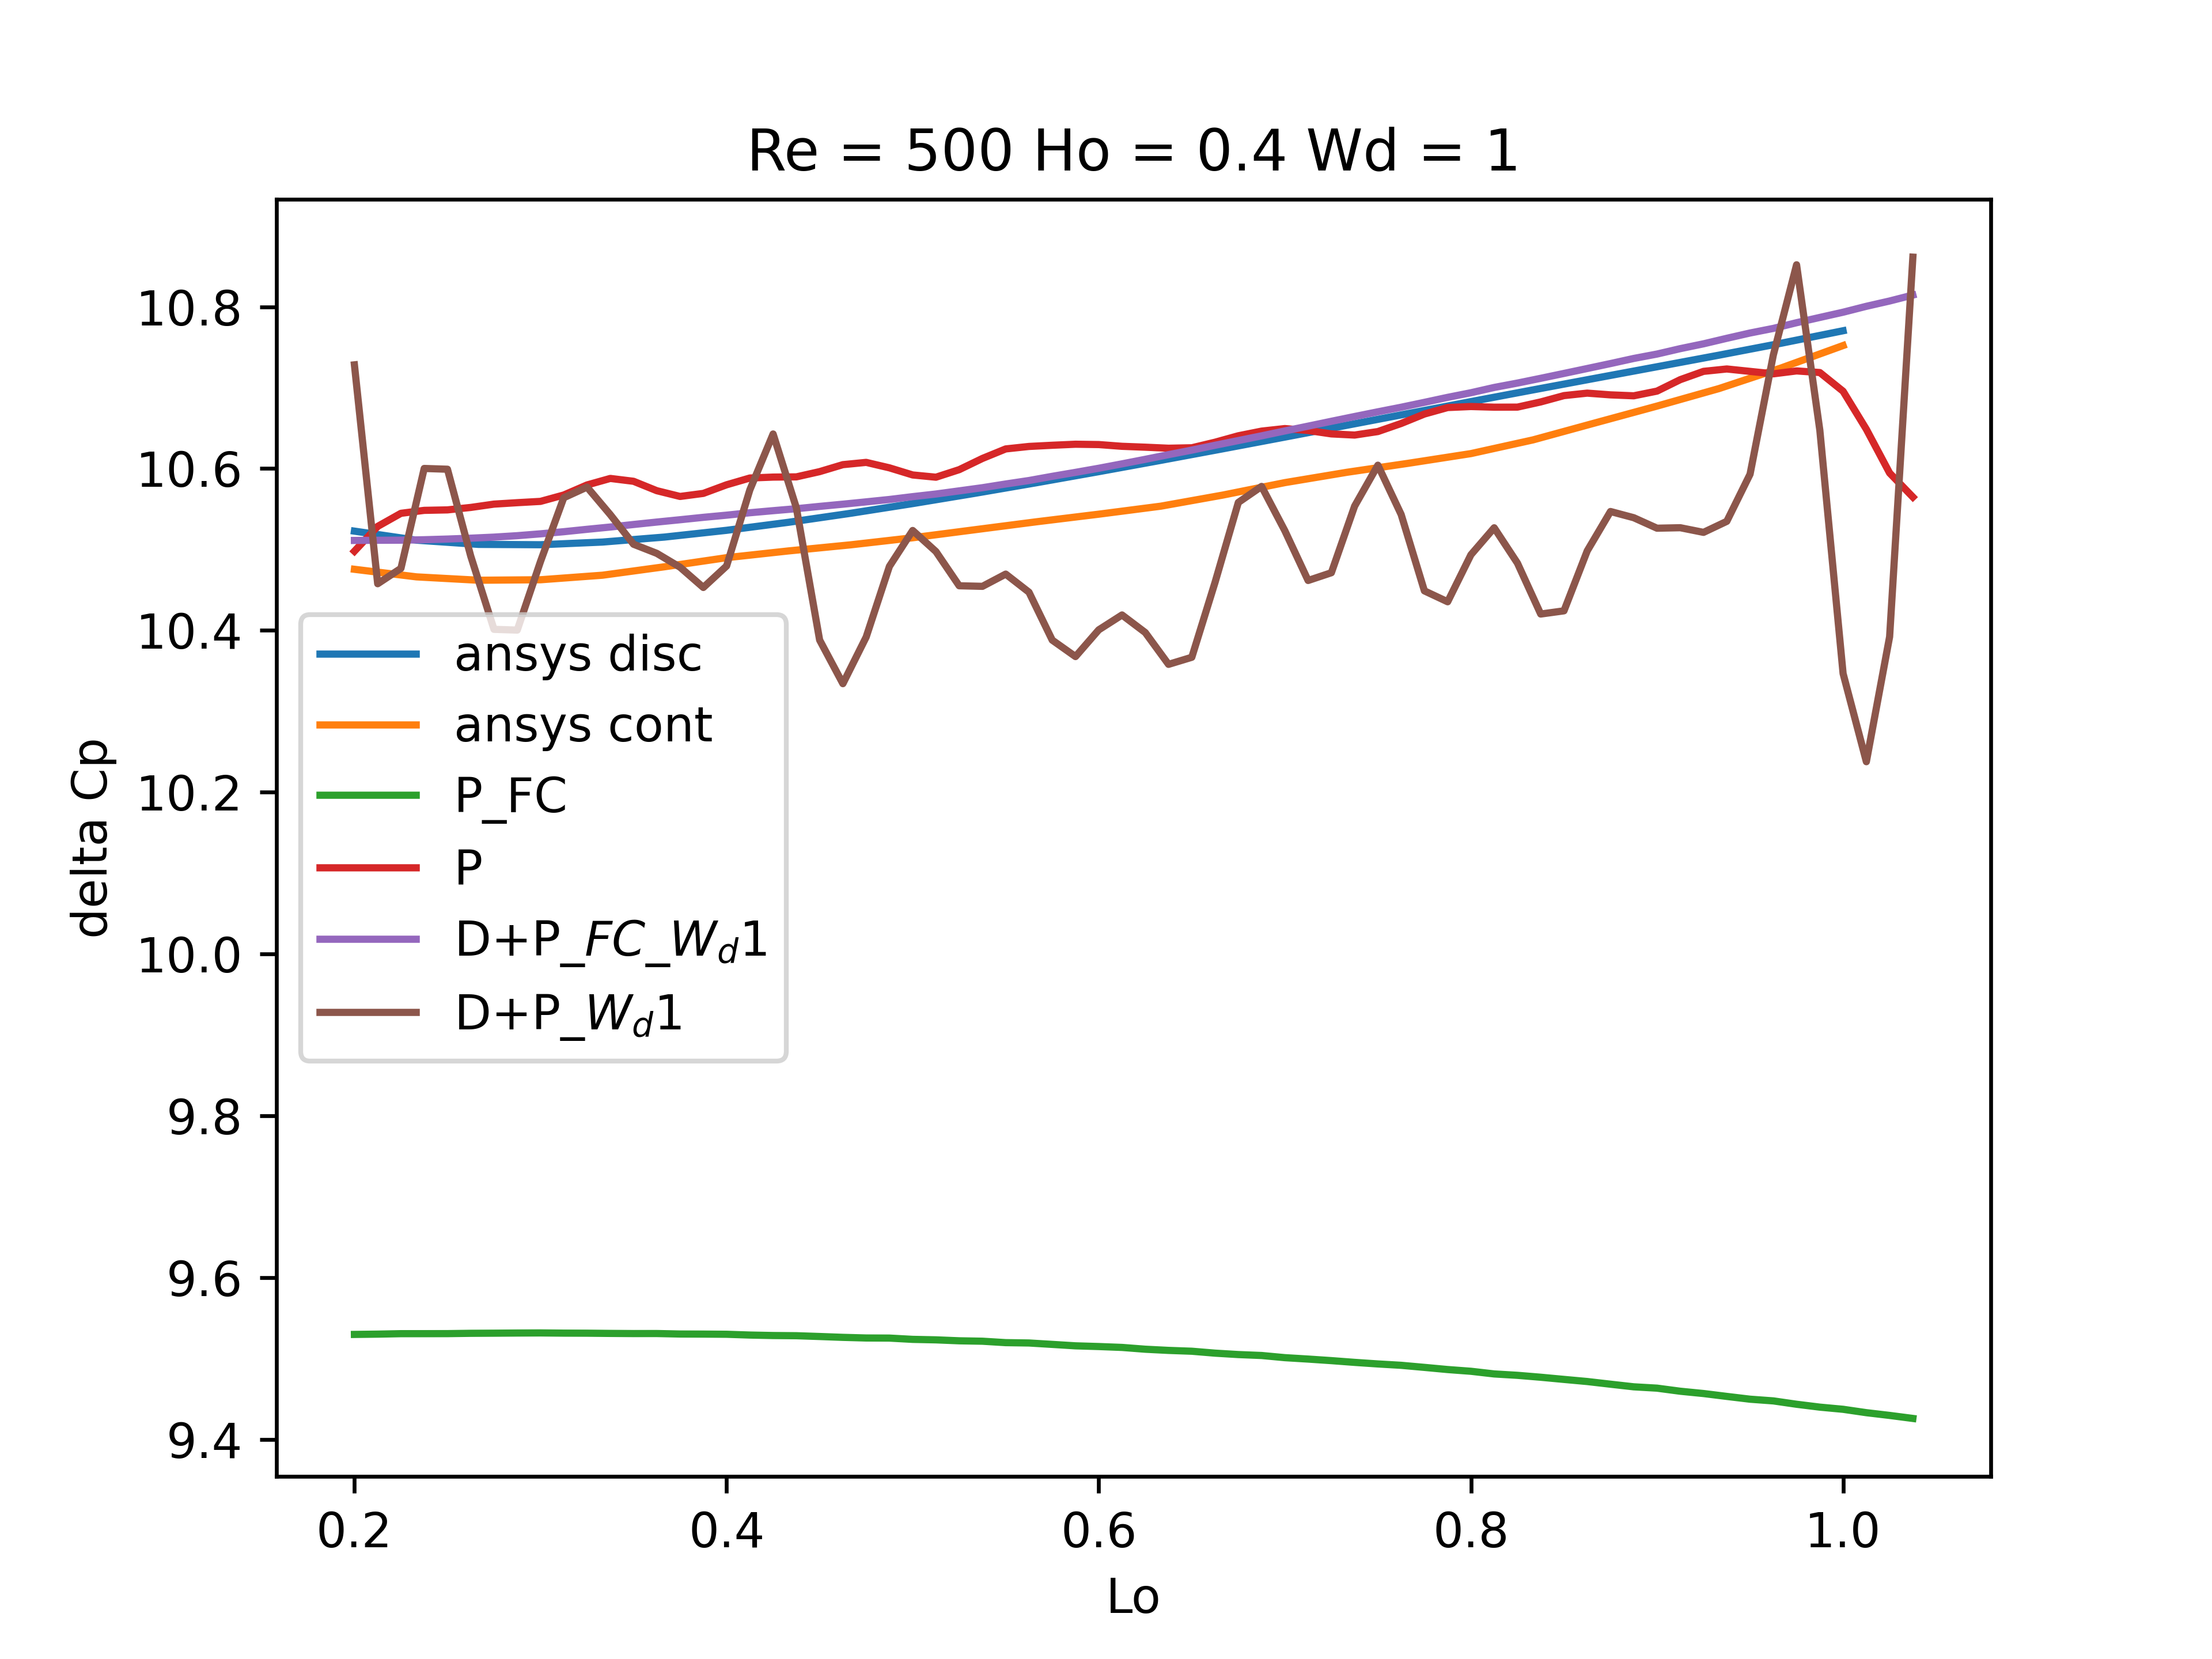 Re = 500 Ho = 0.4 Wd = 1
delta Cp
10.8
10.6
10.4
10.2
10.0
9.8
9.6
9.4
ansys disc
ansys cont
P_FC
P
D+P_FC_W_d1
D+P_W_d1
0.2 0.4 0.6 0.8 1.0
Lo